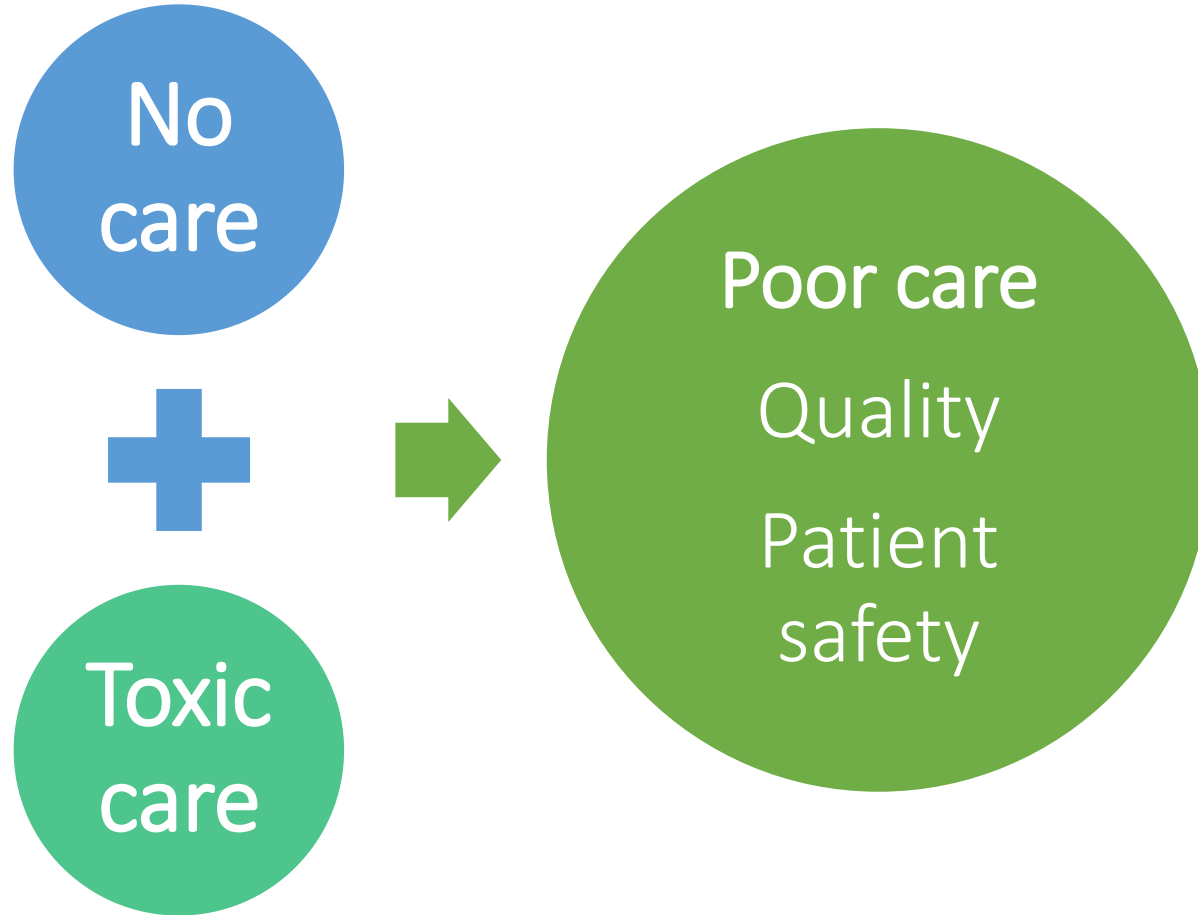 No
care
Toxic
care
Poor care
Quality
Patient
safety